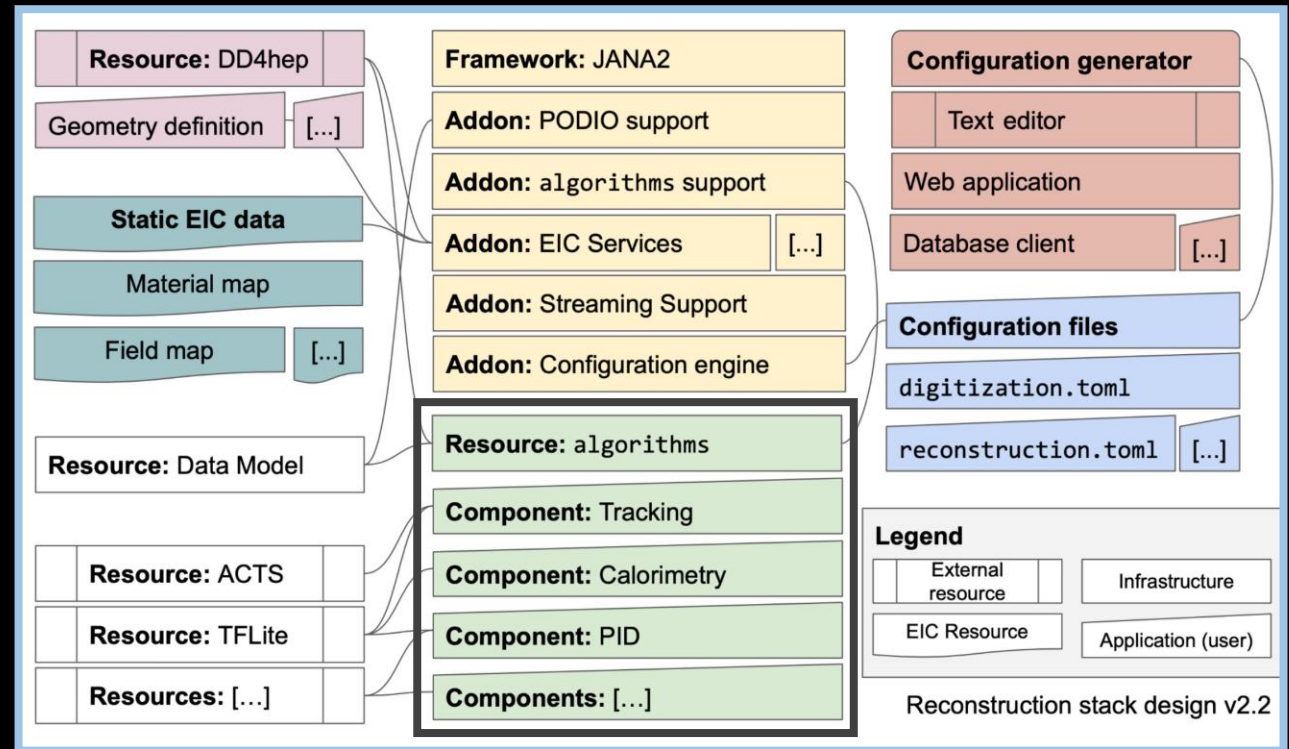 Resource: DD4hep
Geometry definition
[...]
Static EIC data
Material map
Field map
[...]
Resource: Data Model
Resource: ACTS
Resource: TFLite
Resources: [...]
Framework: JANA2
Addon: PODIO support
Addon: algorithms support
Addon: EIC Services
[...]
Addon: Streaming Support
Addon: Configuration engine
Resource: algorithms
Component: Tracking
Component: Calorimetry
Component: PID
Components: [...]
Configuration generator
Text editor
Web application
Database client
[...]
Configuration files
digitization.toml
reconstruction.toml
[...]
Legend
External
resource
Infrastructure
EIC Resource
Application (user)
Reconstruction stack design v2.2